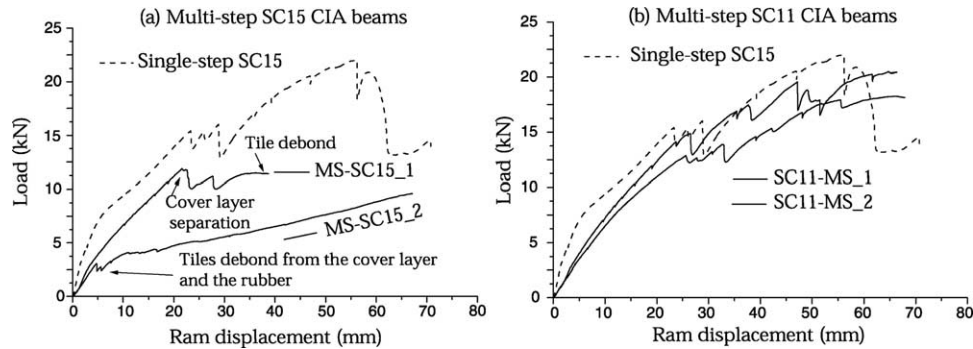 (a) Multi-step SC15 CIA beams
25
20
15
10
5
0
Load (kN)
Single-step SC15
Tile debond
MS-SC15_1
Cover layer
separation
MS-SC15_2
Tiles debond from the cover layer
and the rubber
0 10 20 30 40 50 60 70 80
Ram displacement (mm)
(b) Multi-step SC11 CIA beams
25
20
15
10
5
0
Load (kN)
Single-step SC15
SC11-MS_1
SC11-MS_2
0 10 20 30 40 50 60 70 80
Ram displacement (mm)